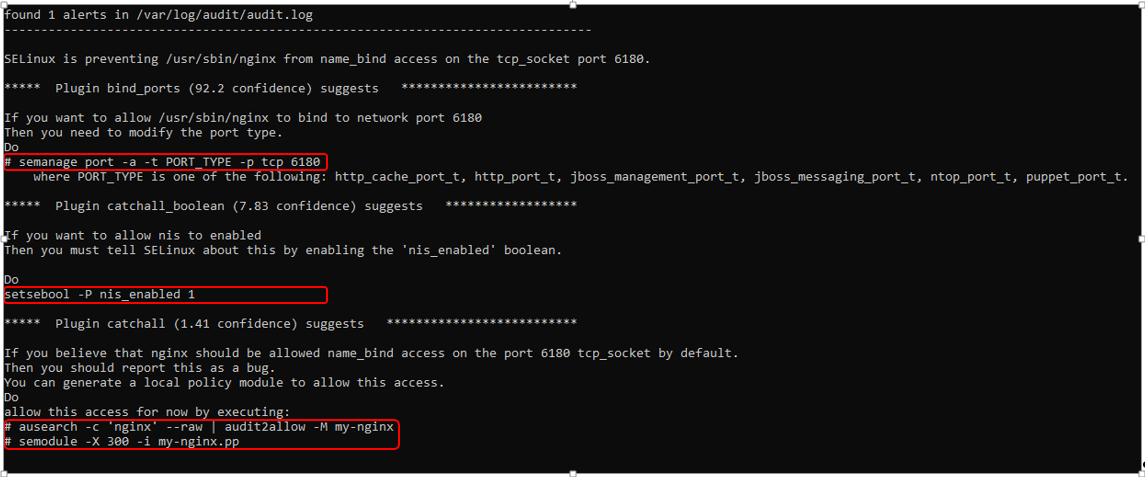 found 1 alerts in /var/log/audit/audit.log
--------------------------------------------------------------------------------
SELinux is preventing /usr/sbin/nginx from name_bind access on the tcp_socket port 6180.
***** Plugin bind_ports (92.2 confidence) suggests ************************
If you want to allow /usr/sbin/nginx to bind to network port 6180
Then you need to modify the port type.
Do
# semanage port -a -t PORT_TYPE -p tcp 6180
where PORT_TYPE is one of the following: http_cache_port_t, http_port_t, jboss_management_port_t, jboss_messaging_port_t, ntop_port_t, puppet_port_t.
***** Plugin catchall_boolean (7.83 confidence) suggests ******************
If you want to allow nis to enabled
Then you must tell SELinux about this by enabling the 'nis_enabled' boolean.
Do
setsebool -P nis_enabled 1
***** Plugin catchall (1.41 confidence) suggests **************************
If you believe that nginx should be allowed name_bind access on the port 6180 tcp_socket by default.
Then you should report this as a bug.
You can generate a local policy module to allow this access.
Do
allow this access for now by executing:
# ausearch -c 'nginx' --raw | audit2allow -M my-nginx
# semodule -X 300 -i my-nginx.pp